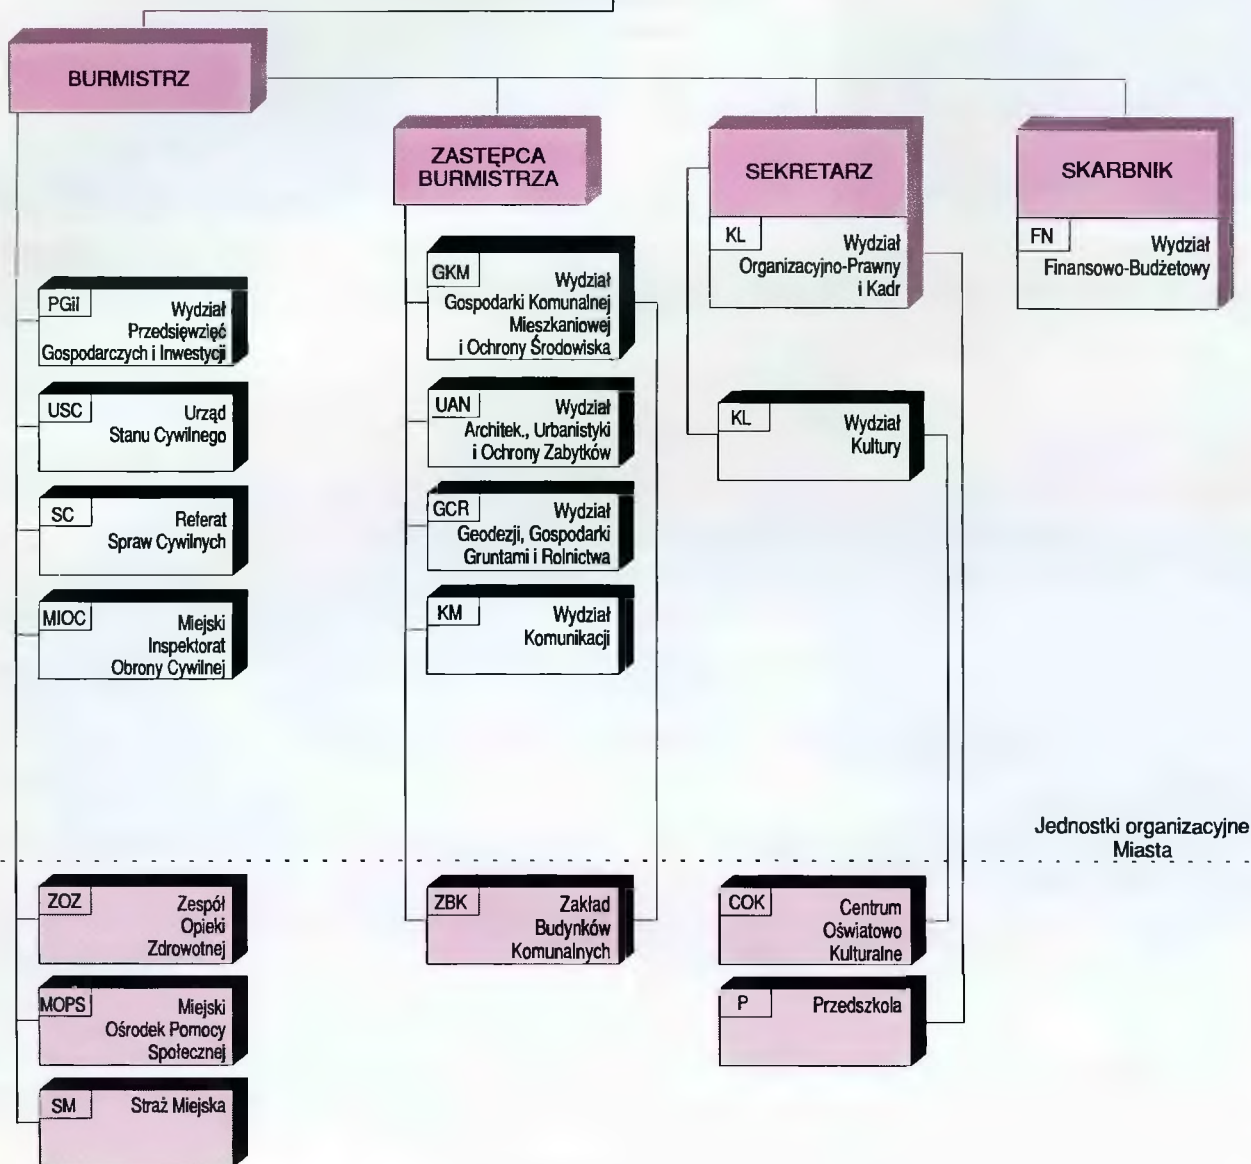 BURMISTRZ
ZASTĘPCA
BURMISTRZA
SEKRETARZ
SKARBNIK
PGiI
Wydział
Przedsięwzięć
Gospodarczych i Inwestycji
USC
Urząd
Stanu Cywilnego
SC
Referat
Spraw Cywilnych
MIOC
Miejski
Inspektorat
Obrony Cywilnej
GKM
Wydział
Gospodarki Komunalnej
Mieszkaniowej
i Ochrony Środowiska
UAN
Wydział
Architek., Urbanistyki
i Ochrony Zabytków
GCR
Wydział
Geodezji, Gospodarki
Gruntami i Rolnictwa
KM
Wydział
Komunikacji
KL
Wydział
Organizacyjno-Prawny
i Kadr
KL
Wydział
Kultury
FN
Wydział
Finansowo-Budżetowy
Jednostki organizacyjne
Miasta
ZOZ
Zespół
Opieki
Zdrowotnej
MOPS
Miejski
Ośrodek Pomocy
Społecznej
SM
Straż Miejska
ZBK
Zakład
Budynków
Komunalnych
COK
Centrum
Oświatowo
Kulturalne
P
Przedszkola